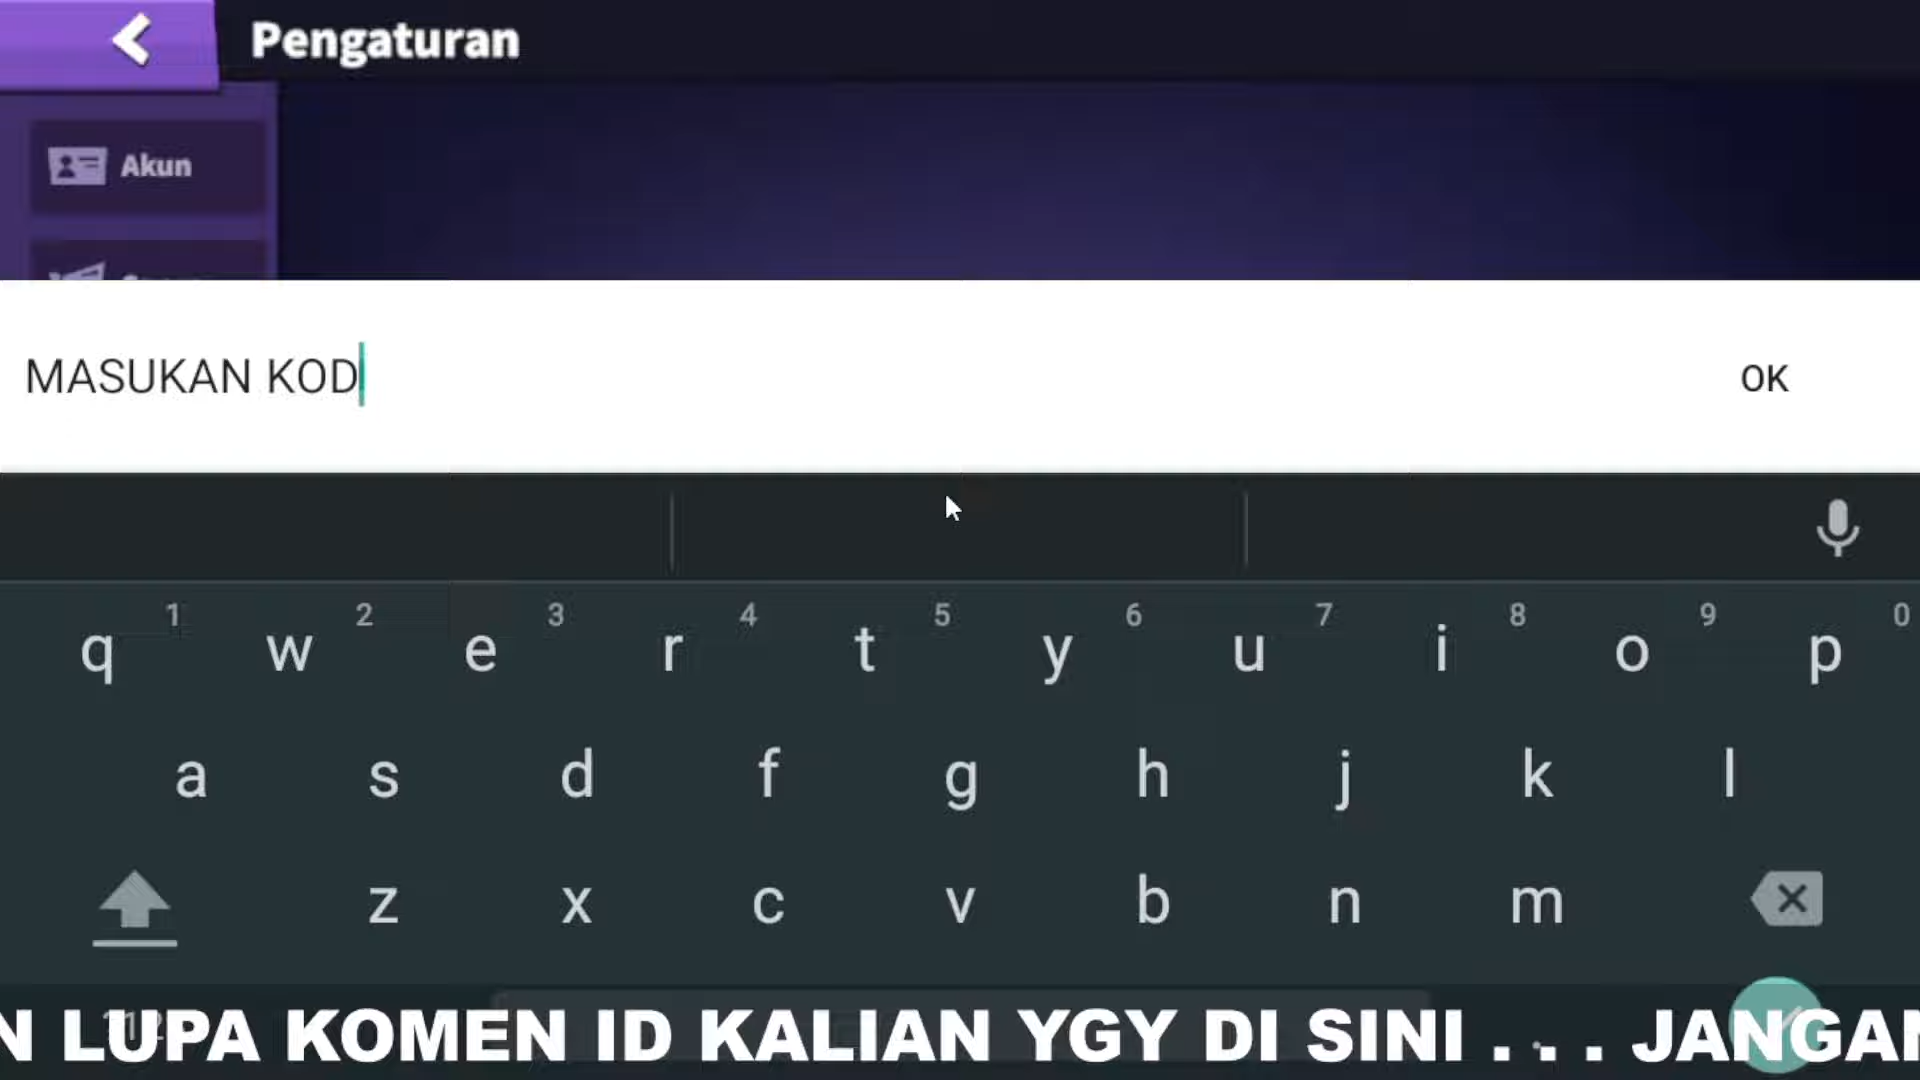 Pengaturan
Akun
MASUKAN KOD
OK
1 2 3 4 5 6 7 8 9 0
q w e r t y u i o p
a s d f g h j k l
z x c v b n m
N LUPA KOMEN ID KALIAN YGY DI SINI . . . JANGAN